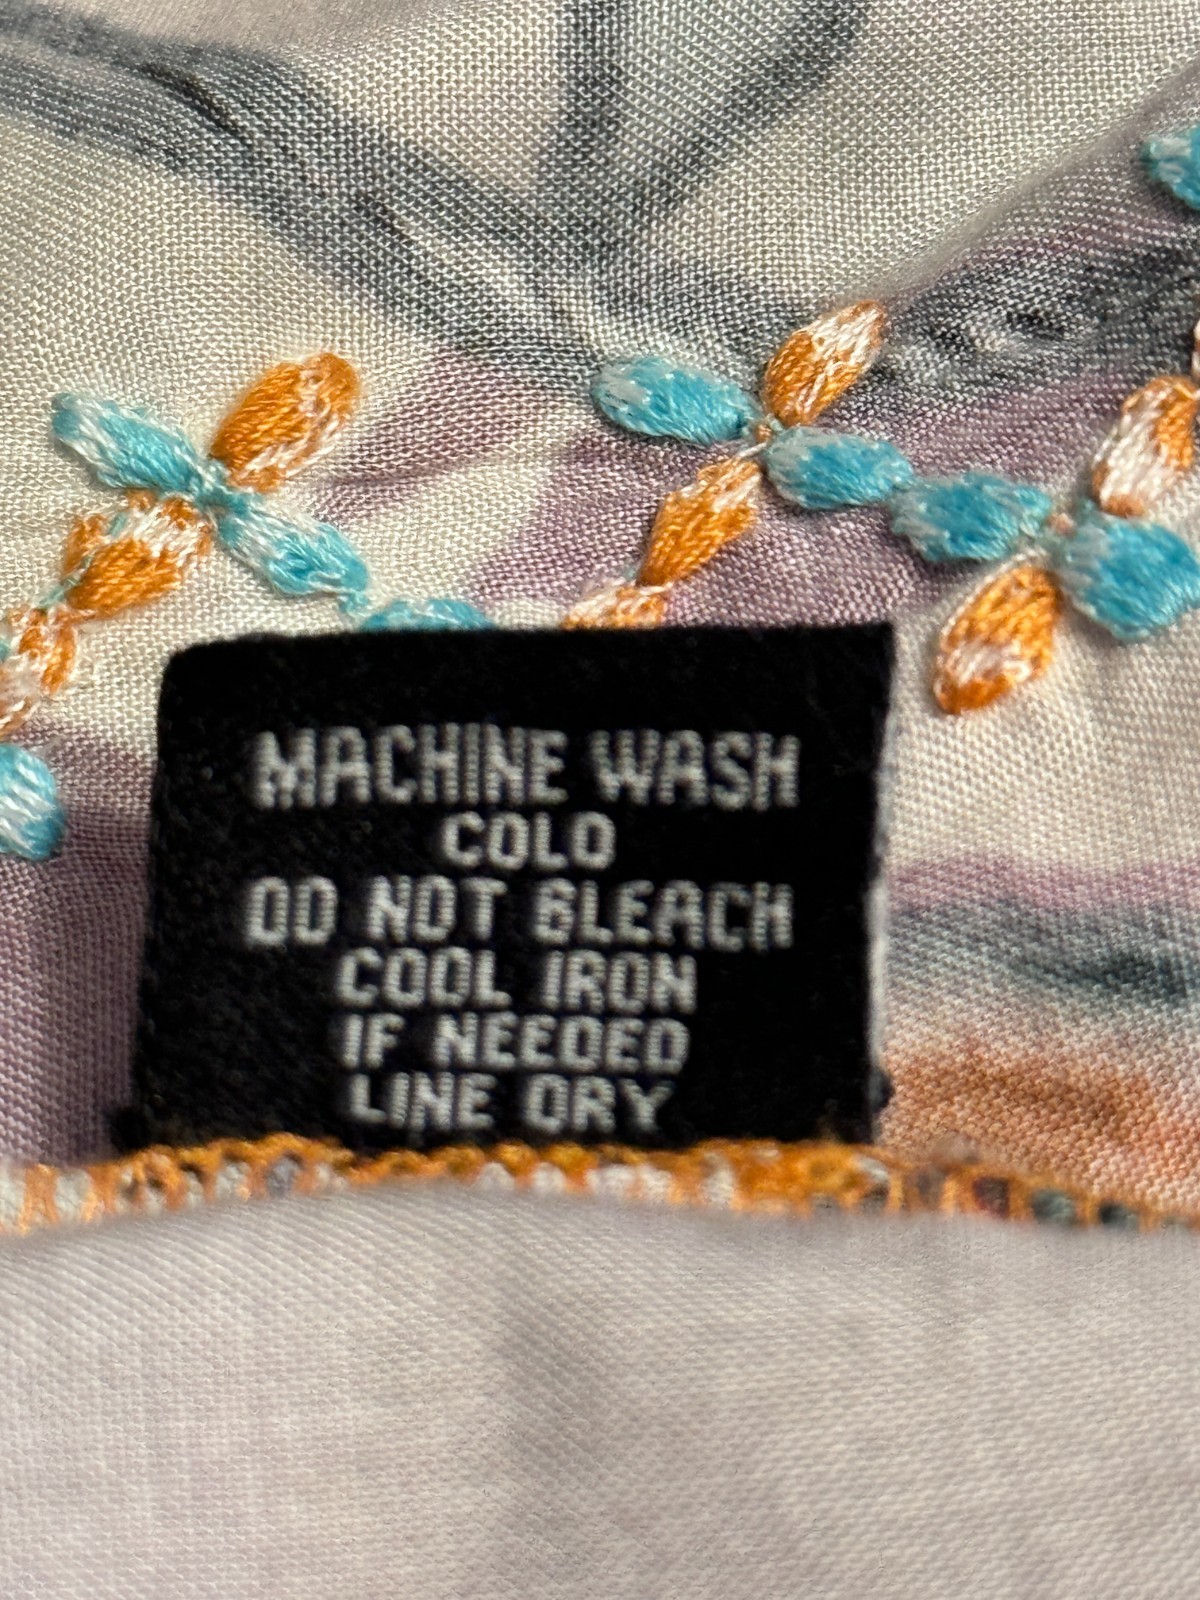 MACHINE WASH
COLD
DO NOT BLEACH
COOL IRON
IF NEEDED
LINE DRY